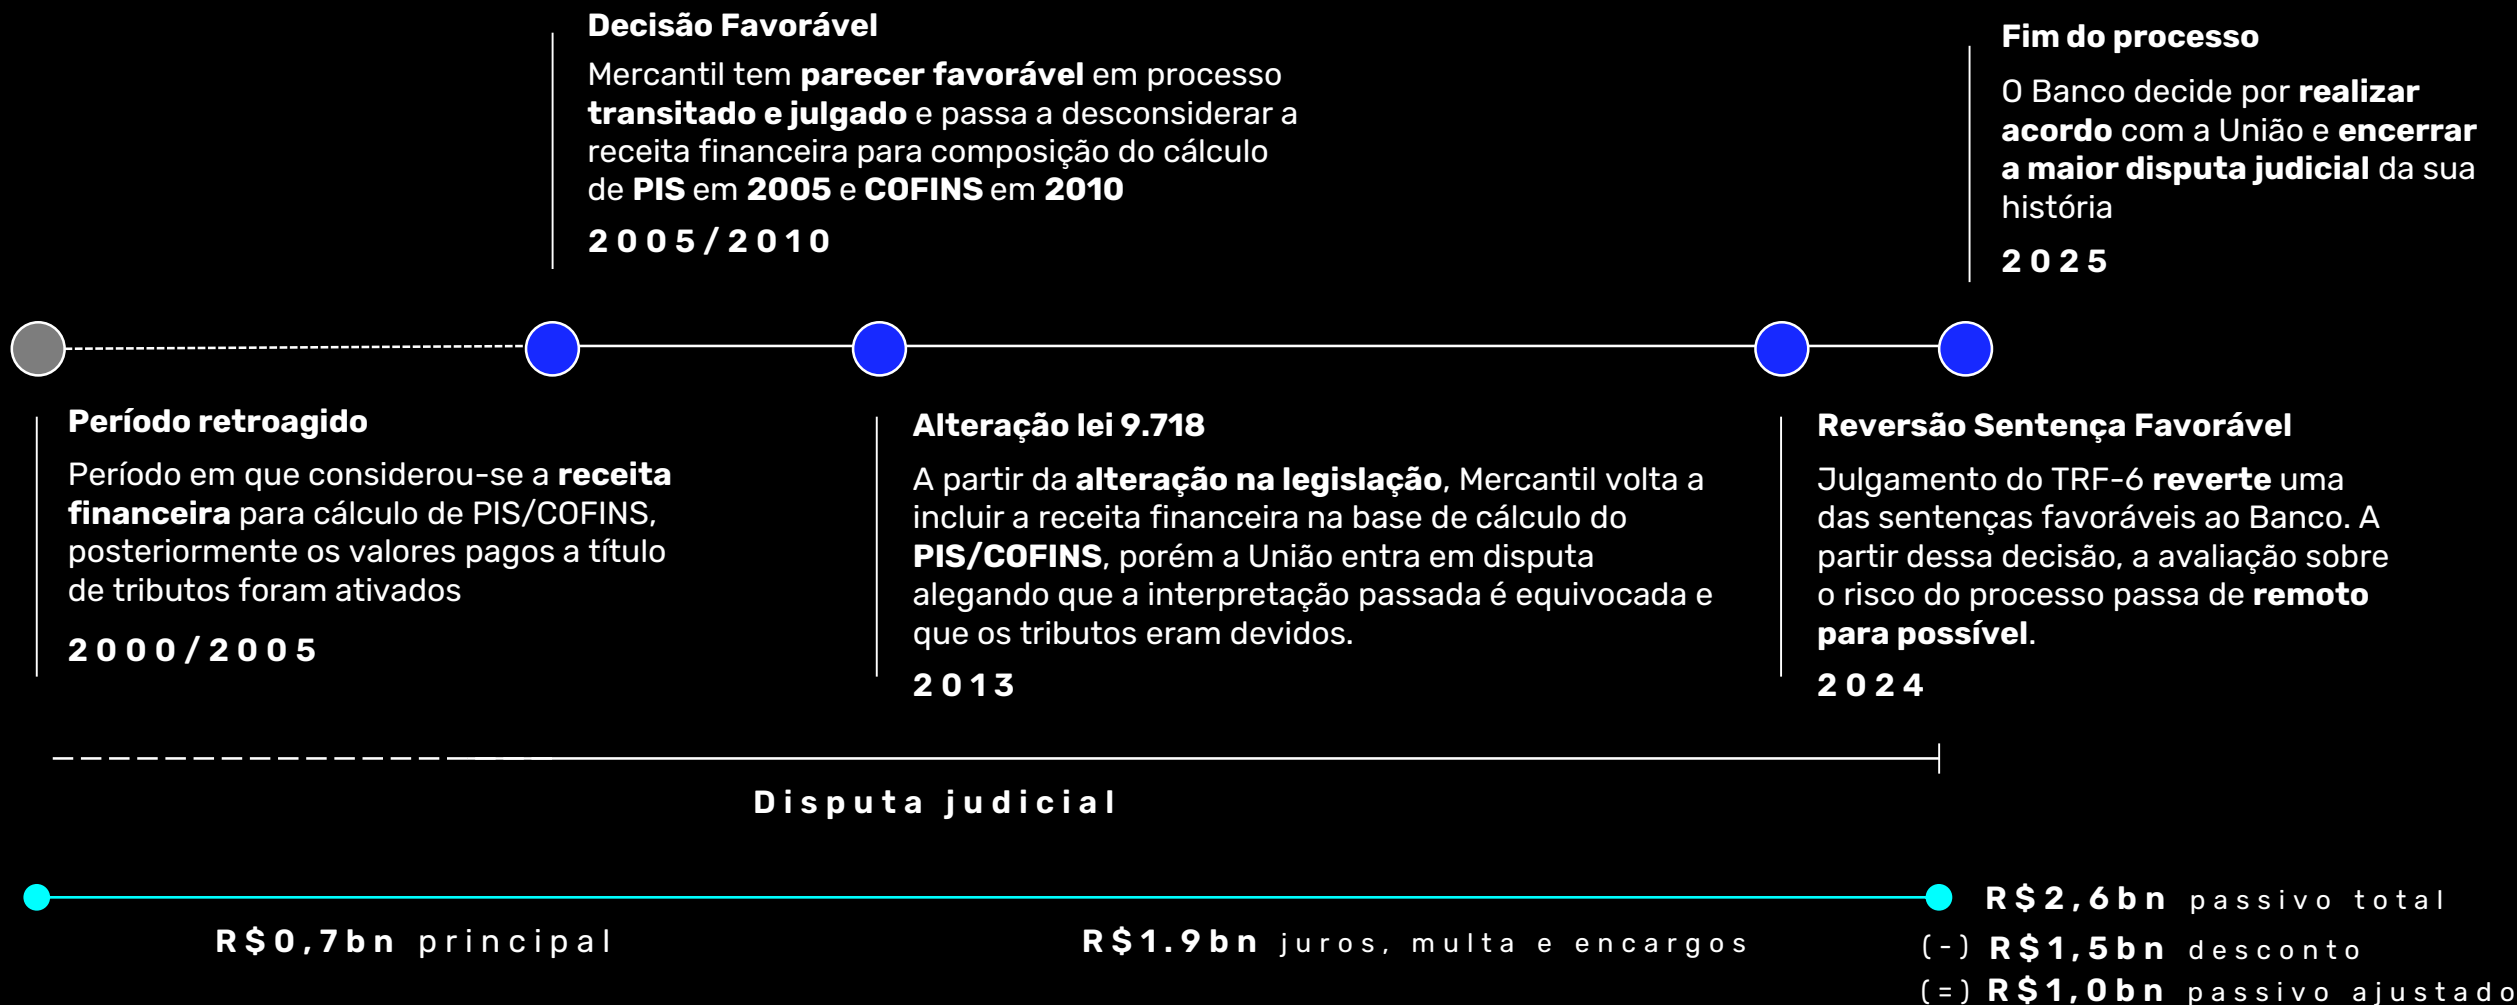 Decisão Favorável
Mercantil tem parecer favorável em processo
transitado e julgado e passa a desconsiderar a
receita financeira para composição do cálculo
de PIS em 2005 e COFINS em 2010
2005/2010
Fim do processo
O Banco decide por realizar
acordo com a União e encerrar
a maior disputa judicial da sua
história
2025
Período retroagido
Período em que considerou-se a receita
financeira para cálculo de PIS/COFINS,
posteriormente os valores pagos a título
de tributos foram ativados
2000/2005
Alteração lei 9.718
A partir da alteração na legislação, Mercantil volta a
incluir a receita financeira na base de cálculo do
PIS/COFINS, porém a União entra em disputa
alegando que a interpretação passada é equivocada e
que os tributos eram devidos.
2013
Reversão Sentença Favorável
Julgamento do TRF-6 reverte uma
das sentenças favoráveis ao Banco. A
partir dessa decisão, a avaliação sobre
o risco do processo passa de remoto
para possível.
2024
Disputa judicial
R$0,7bn principal
R$1.9bn juros, multa e encargos
R$2,6bn passivo total
(-) R$1,5bn desconto
(=) R$1,0bn passivo ajustado